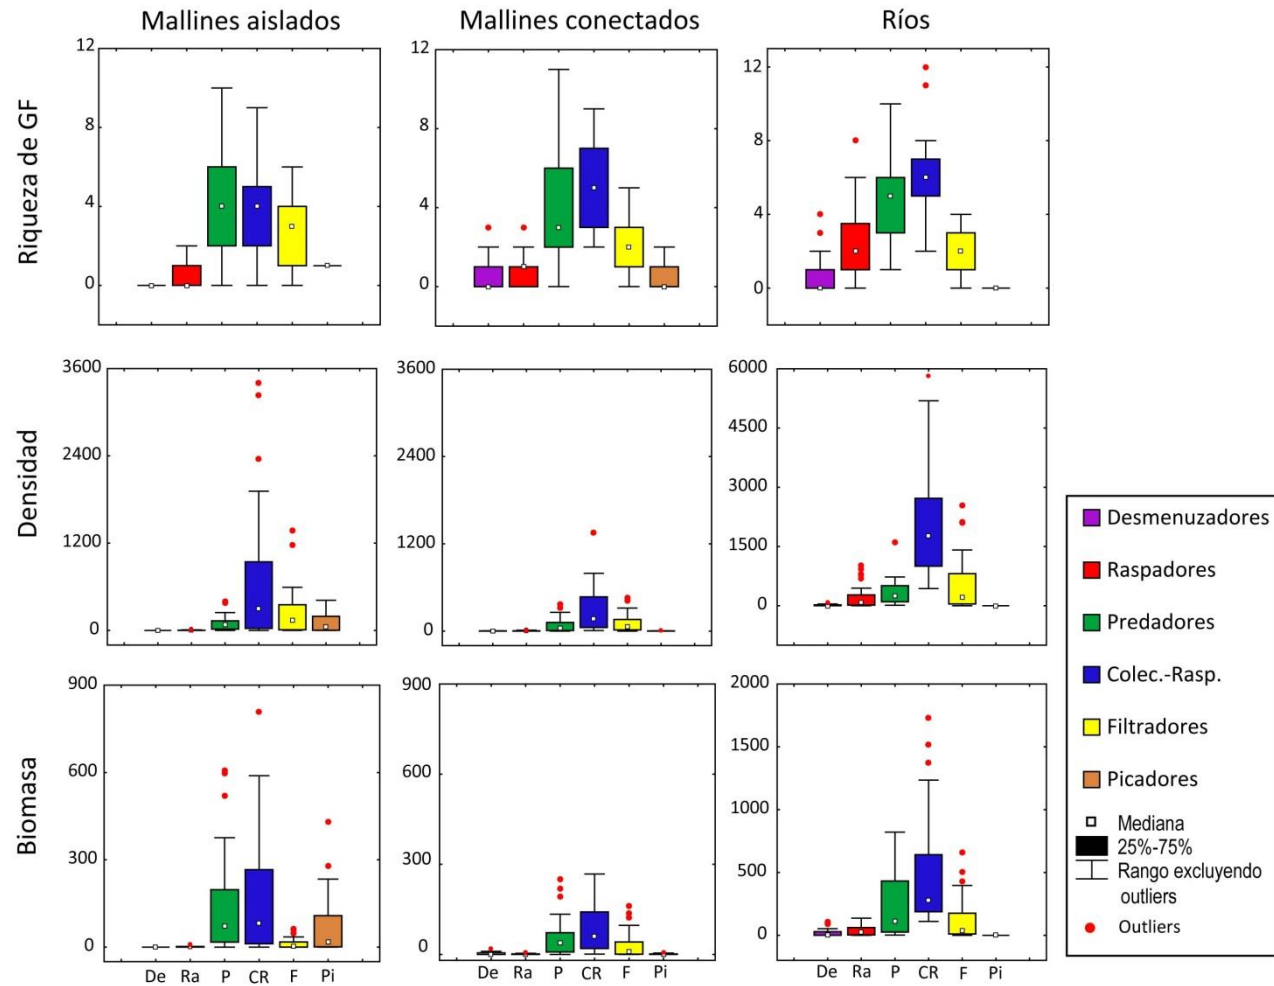 Mallines aislados
Mallines conectados
Ríos
Riqueza de GF
12
8
4
0
12
8
4
0
12
8
4
0
Densidad
3600
2400
1200
0
3600
2400
1200
0
6000
4500
3000
1500
0
Biomasa
900
600
300
0
900
600
300
0
2000
1500
1000
500
0
De Ra P CR F Pi
De Ra P CR F Pi
De Ra P CR F Pi
Desmenuzadores
Raspadores
Predadores
Colec.-Rasp.
Filtradores
Picadores
Mediana
25%-75%
Rango excluyendo
outliers
Outliers